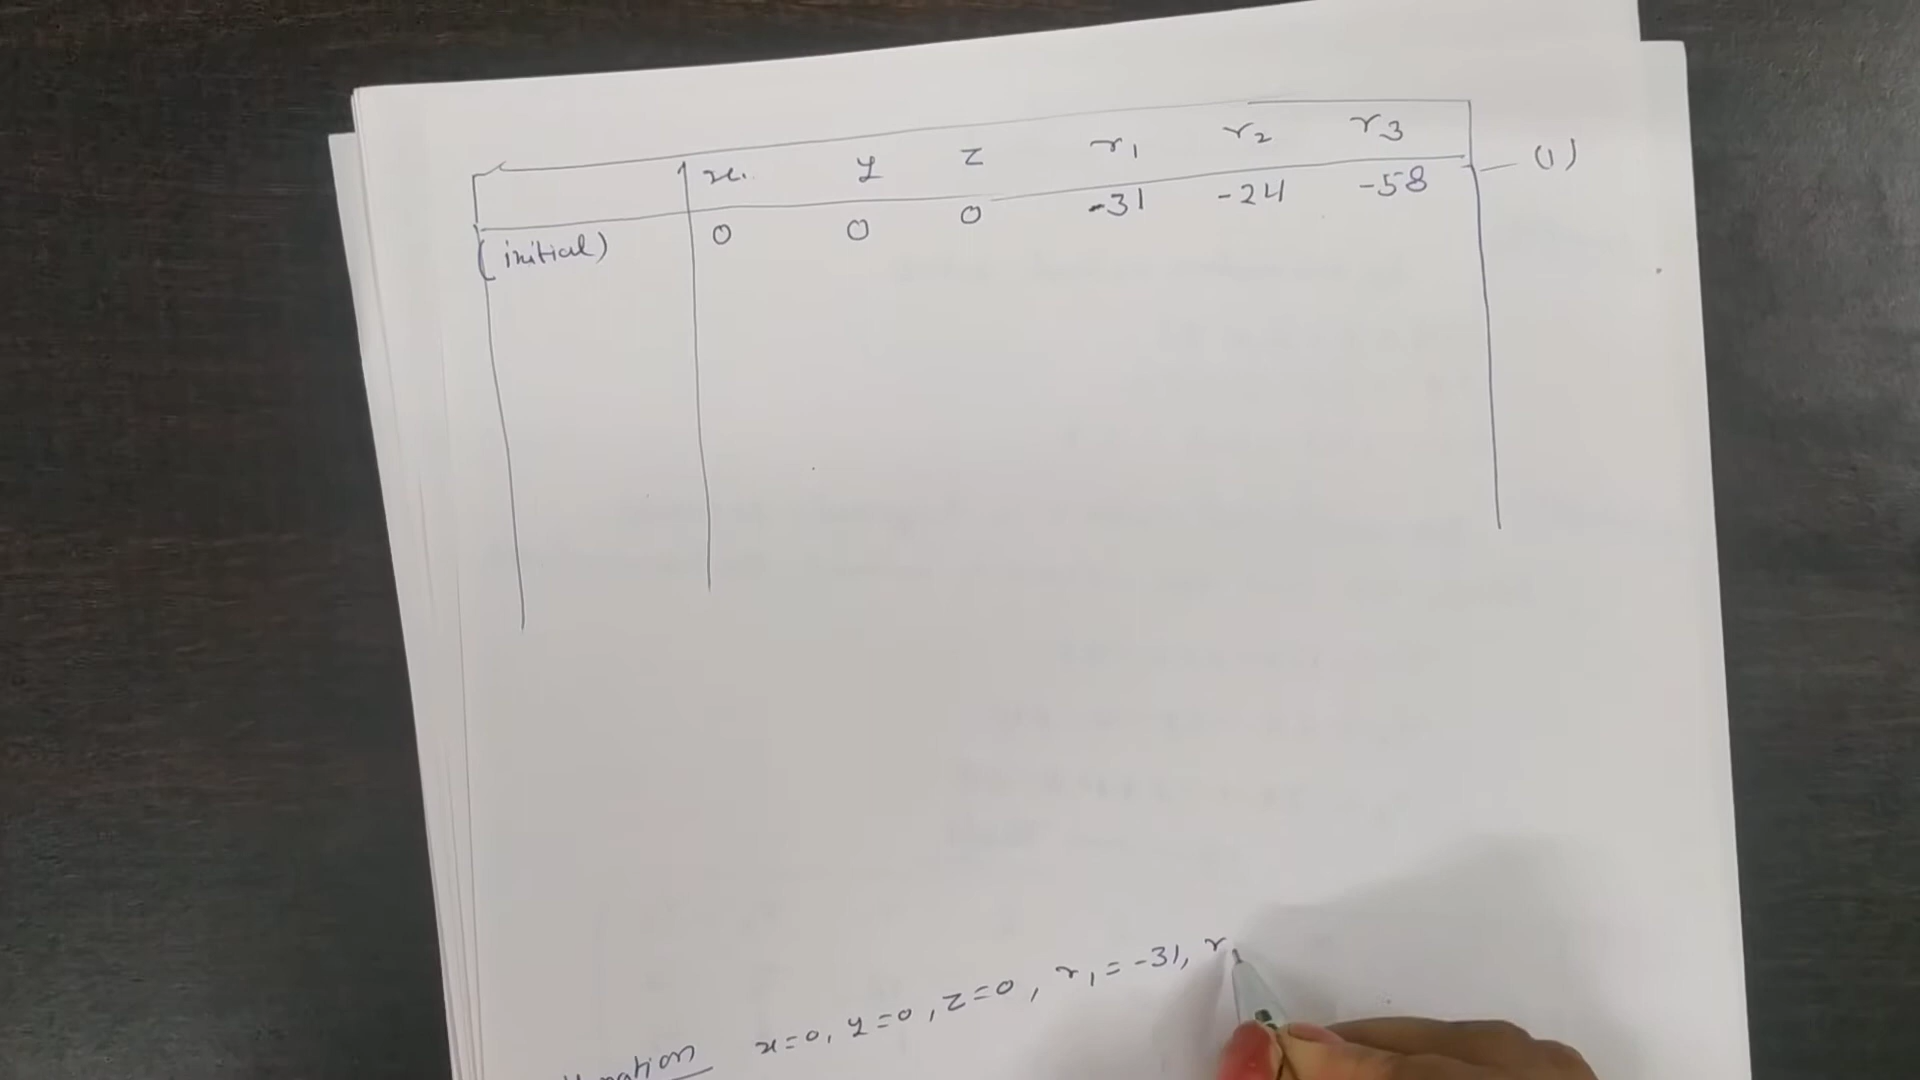 x. y z r1 r2 r3
(initial) 0 0 0 -31 -24 -58 — (1)
x=0, y=0, z=0, r1 = -31, r